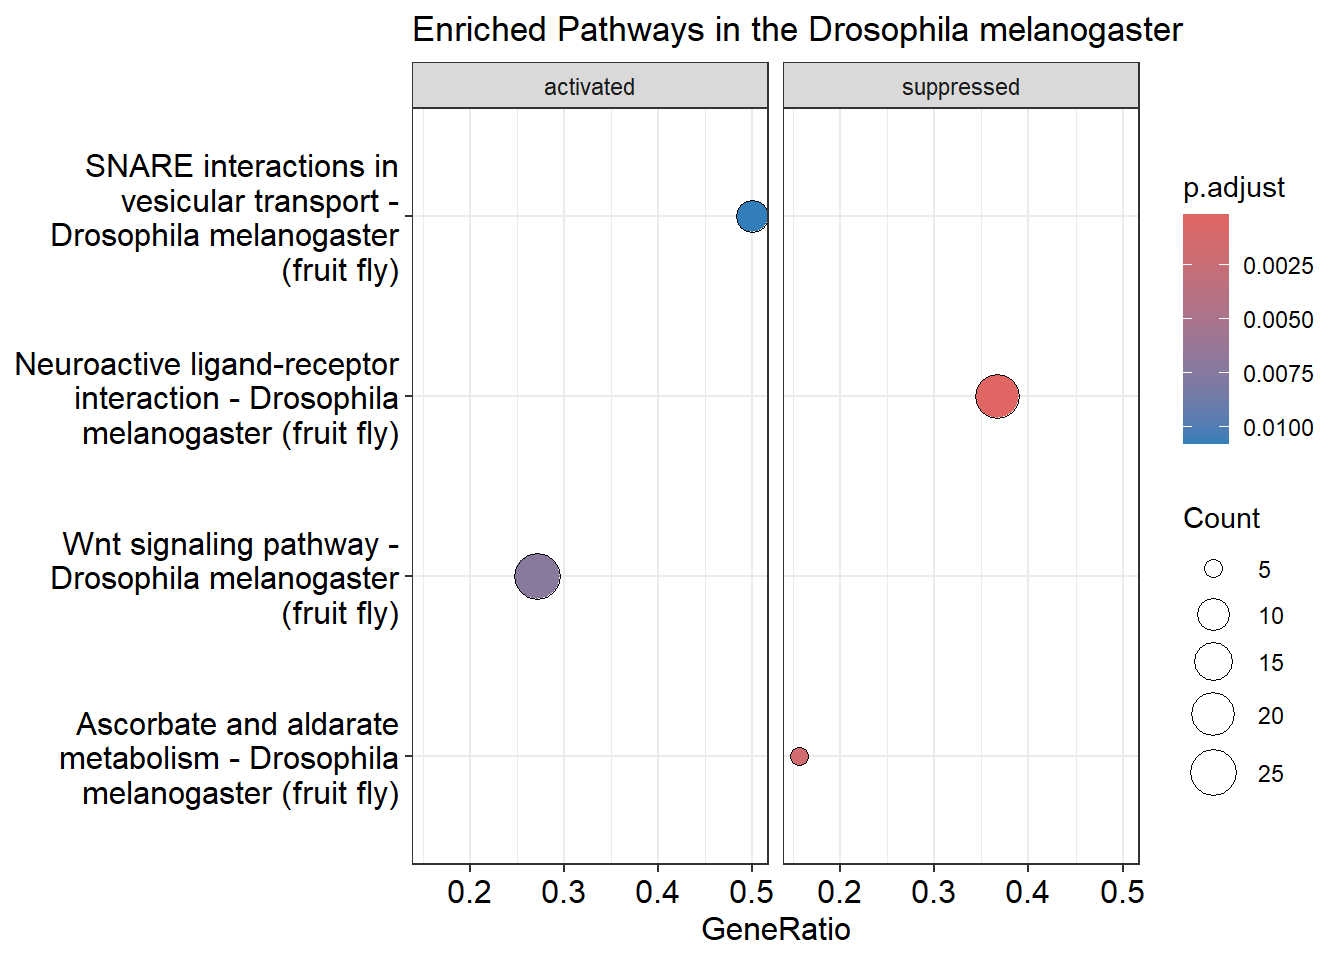 Enriched Pathways in the Drosophila melanogaster
activated
suppressed
SNARE interactions in
vesicular transport -
Drosophila melanogaster
(fruit fly)
Neuroactive ligand-receptor
interaction - Drosophila
melanogaster (fruit fly)
Wnt signaling pathway -
Drosophila melanogaster
(fruit fly)
Ascorbate and aldarate
metabolism - Drosophila
melanogaster (fruit fly)
0.2 0.3 0.4 0.5
0.2 0.3 0.4 0.5
GeneRatio
p.adjust
0.0025
0.0050
0.0075
0.0100
Count
5
10
15
20
25